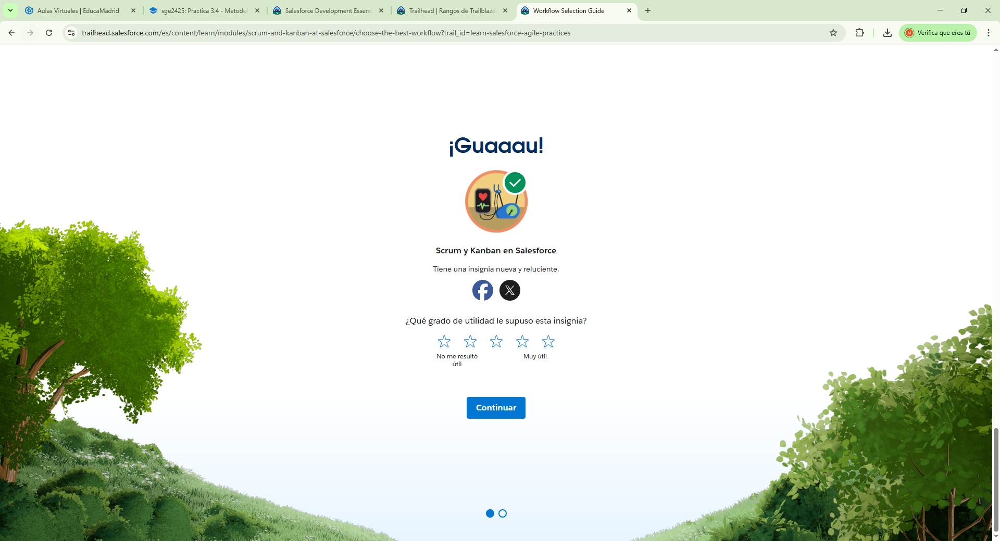 Aulas Virtuales | EducaMadrid
sge2425: Practica 3.4 - Metodol
Salesforce Development Essenti
Trailhead | Rangos de Trailblaze
Workflow Selection Guide
trailhead.salesforce.com/es/content/learn/modules/scrum-and-kanban-at-salesforce/choose-the-best-workflow?trail_id=learn-salesforce-agile-practices
M
Verifica que eres tú
¡Guaaau!
Scrum y Kanban en Salesforce
Tiene una insignia nueva y reluciente.
¿Qué grado de utilidad le supuso esta insignia?
No me resultó
útil
Muy útil
Continuar